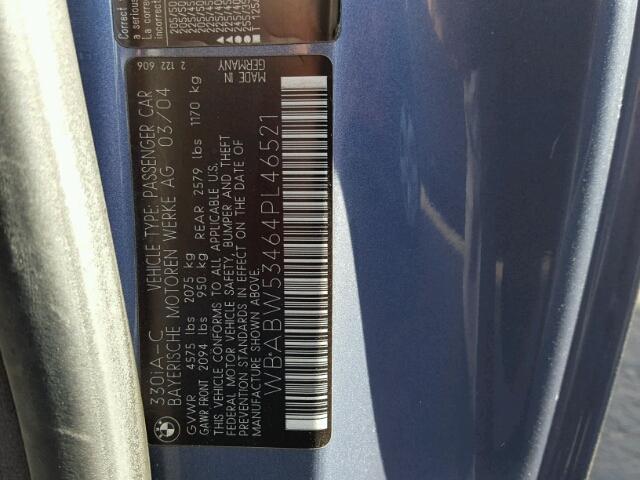 330IA-C VEHICLE TYPE: PASSENGER CAR
BAYERISCHE MOTOREN WERKE AG 03/04
GVWR 4575 lbs 2075 kg
GAWR FRONT 2094 lbs 950 kg REAR 2579 lbs 1170 kg
THIS VEHICLE CONFORMS TO ALL APPLICABLE U.S.
FEDERAL MOTOR VEHICLE SAFETY, BUMPER AND THEFT
PREVENTION STANDARDS IN EFFECT ON THE DATE OF
MANUFACTURE SHOWN ABOVE.
WBABW53464PL46521
2 122 606
MADE IN
GERMANY